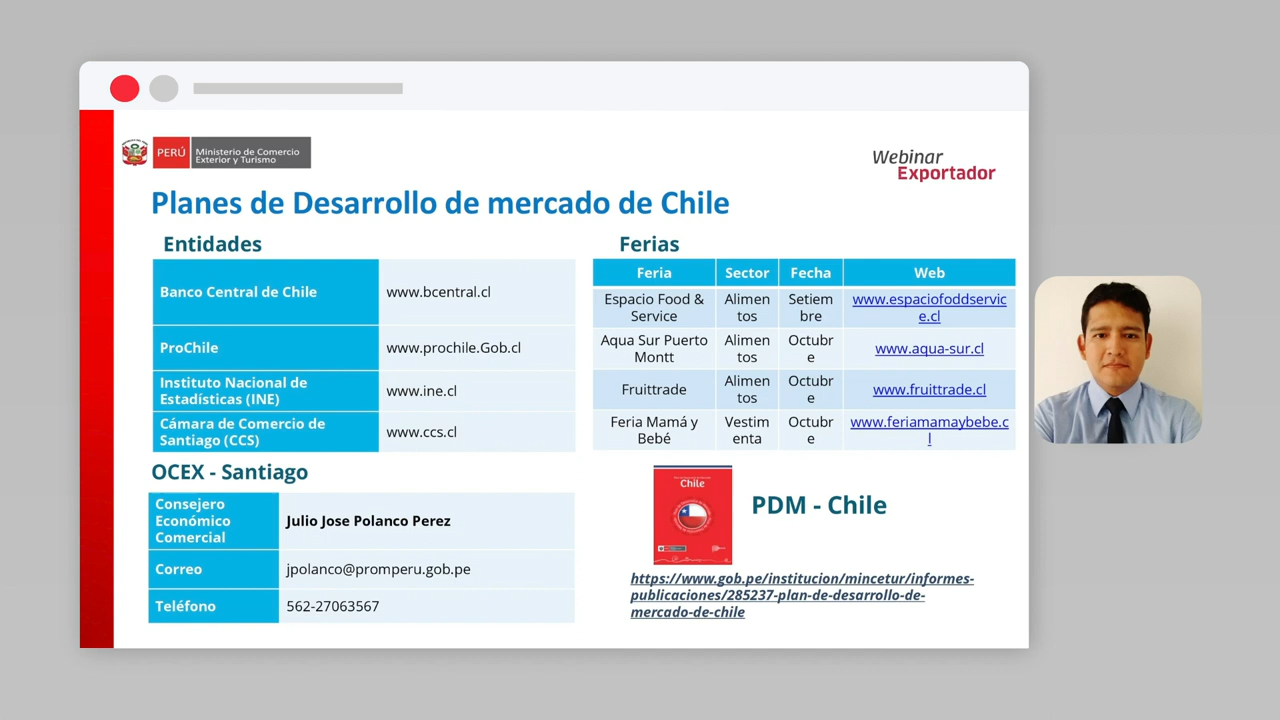 PERÚ
Ministerio de Comercio
Exterior y Turismo
Webinar
Exportador
Planes de Desarrollo de mercado de Chile
Entidades
Banco Central de Chile www.bcentral.cl
ProChile www.prochile.Gob.cl
Instituto Nacional de
Estadísticas (INE) www.ine.cl
Cámara de Comercio de
Santiago (CCS) www.ccs.cl
Ferias
Feria Sector Fecha Web
Espacio Food & Alimen Setiem www.espaciofoddservic
Service tos bre e.cl
Aqua Sur Puerto Alimen Octubr www.aqua-sur.cl
Montt tos e
Fruittrade Alimen Octubr www.fruittrade.cl
tos e
Feria Mamá y Vestim Octubr www.feriamamaybebe.c
Bebé enta e l
OCEX - Santiago
Consejero
Económico
Comercial
Julio Jose Polanco Perez
Correo jpolanco@promperu.gob.pe
Teléfono 562-27063567
Chile
PDM - Chile
https://www.gob.pe/institucion/mincetur/informes-
publicaciones/285237-plan-de-desarrollo-de-
mercado-de-chile